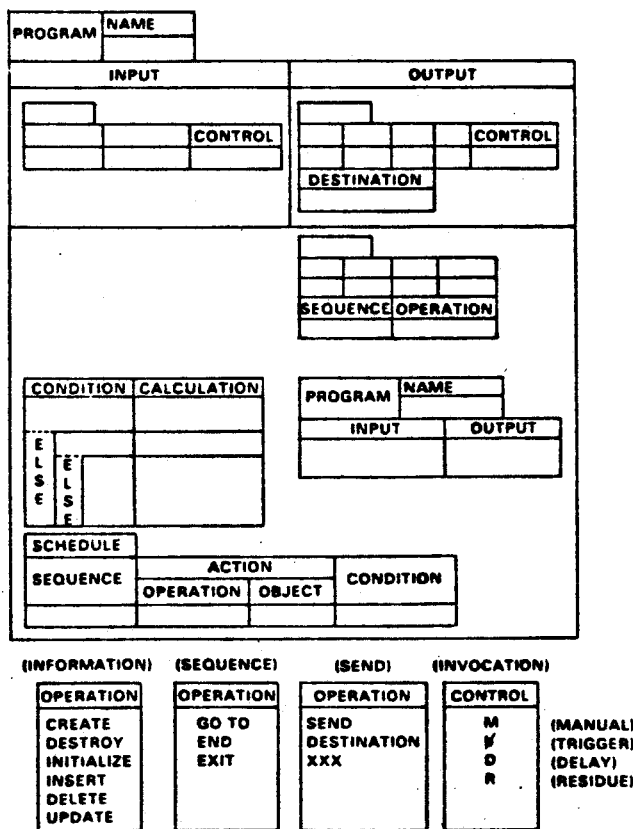 PROGRAM
NAME
INPUT
OUTPUT
CONTROL
CONTROL
DESTINATION
SEQUENCE OPERATION
CONDITION CALCULATION
ELSE
ELSE
PROGRAM
NAME
INPUT
OUTPUT
SCHEDULE
SEQUENCE
ACTION
OPERATION OBJECT
CONDITION
(INFORMATION) (SEQUENCE) (SEND) (INVOCATION)
OPERATION OPERATION OPERATION CONTROL
CREATE GO TO SEND M (MANUAL)
DESTROY END DESTINATION (TRIGGER)
INITIALIZE EXIT XXX D (DELAY)
INSERT R (RESIDUE)
DELETE
UPDATE